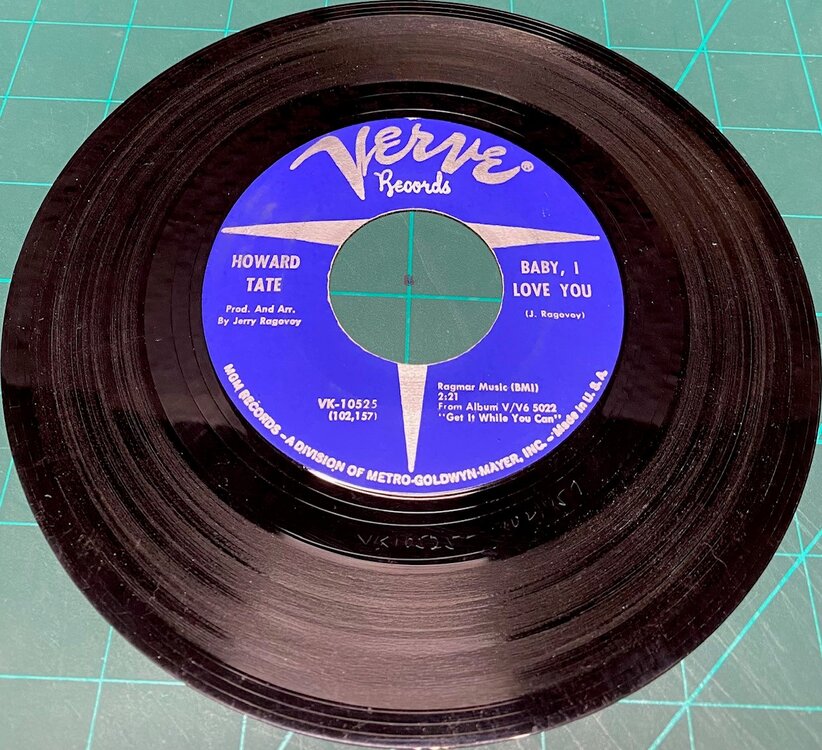 Verve®
Records
HOWARD
TATE
Prod. And Arr.
By Jerry Ragovoy
BABY, I
LOVE YOU
(J. Ragovoy)
VK-10525
(102,157)
Ragmar Music (BMI)
2:21
From Album V/V6 5022
"Get It While You Can"
MGM RECORDS – A DIVISION OF METRO-GOLDWYN-MAYER, INC. – Made in U.S.A.
VK10525